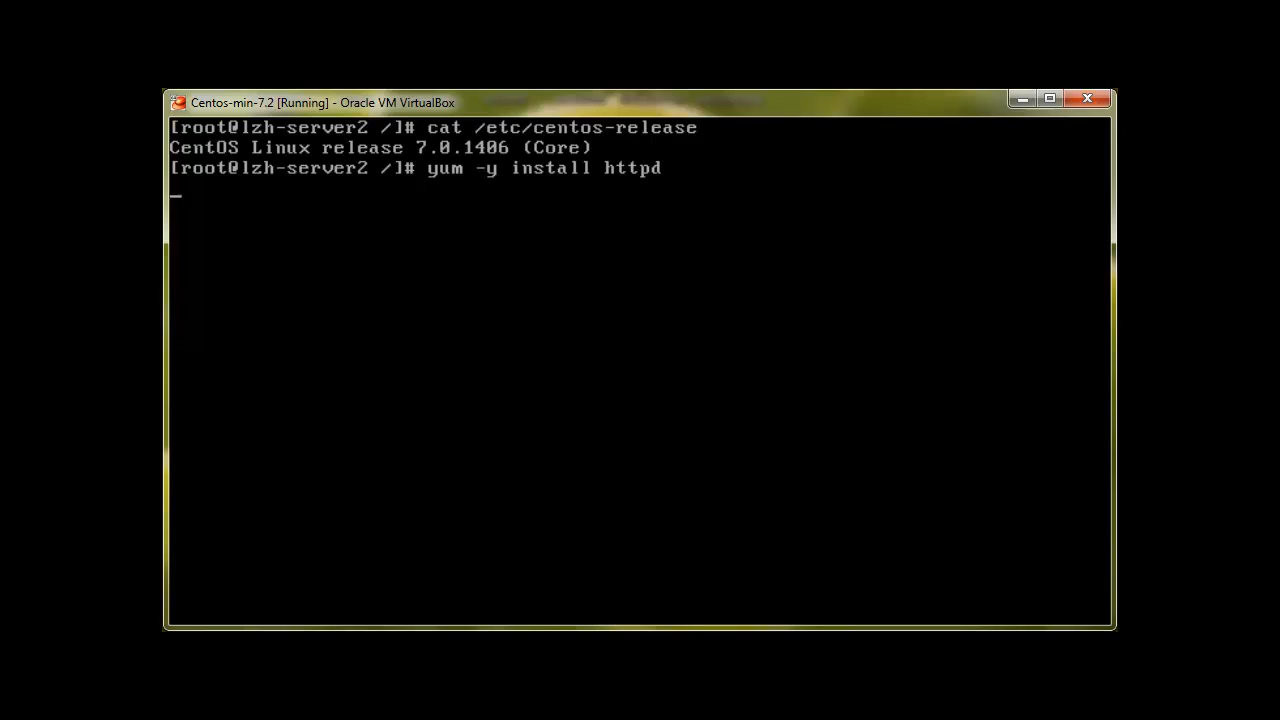 Centos-min-7.2 [Running] - Oracle VM VirtualBox
[root@lzh-server2 /]# cat /etc/centos-release
CentOS Linux release 7.0.1406 (Core)
[root@lzh-server2 /]# yum -y install httpd
_